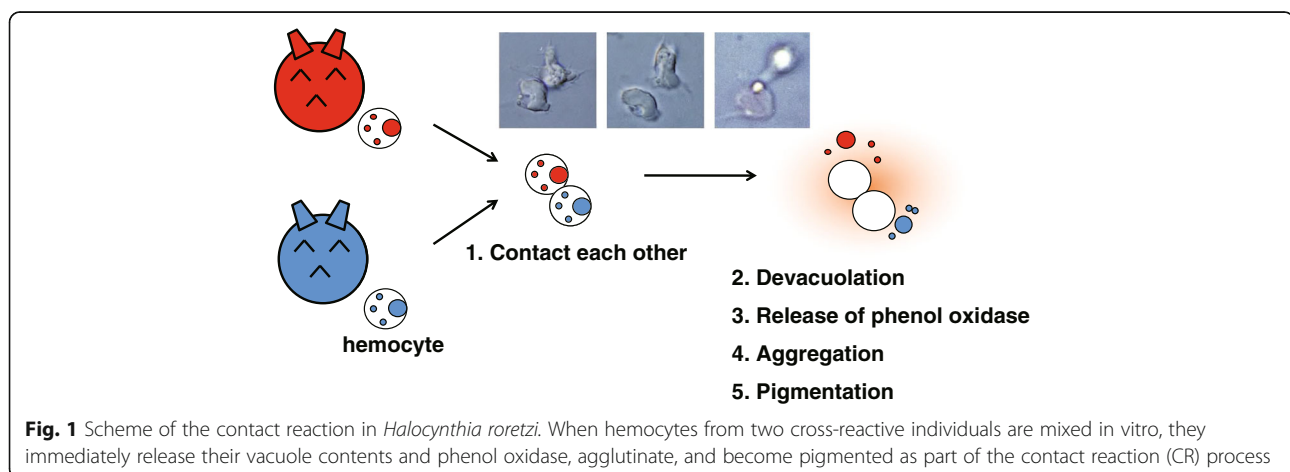 1. Contact each other
hemocyte
2. Devacuolation
3. Release of phenol oxidase
4. Aggregation
5. Pigmentation
Fig. 1 Scheme of the contact reaction in Halocynthia roretzi. When hemocytes from two cross-reactive individuals are mixed in vitro, they
immediately release their vacuole contents and phenol oxidase, agglutinate, and become pigmented as part of the contact reaction (CR) process